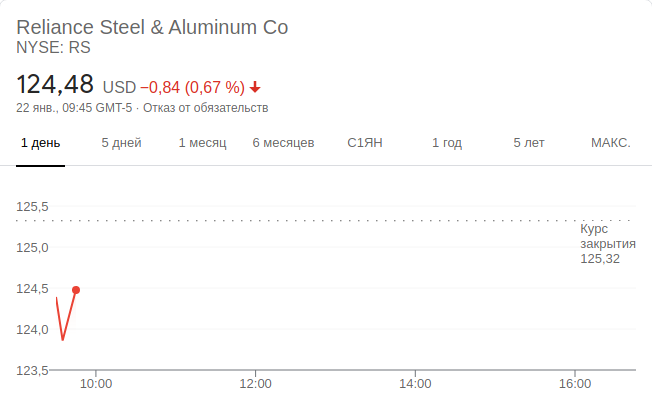 Reliance Steel & Aluminum Co
NYSE: RS
124,48 USD −0,84 (0,67 %)
22 янв., 09:45 GMT-5 · Отказ от обязательств
1 день 5 дней 1 месяц 6 месяцев С1ЯН 1 год 5 лет МАКС.
125,5
Курс
закрытия
125,32
125,0
124,5
124,0
123,5
10:00 12:00 14:00 16:00